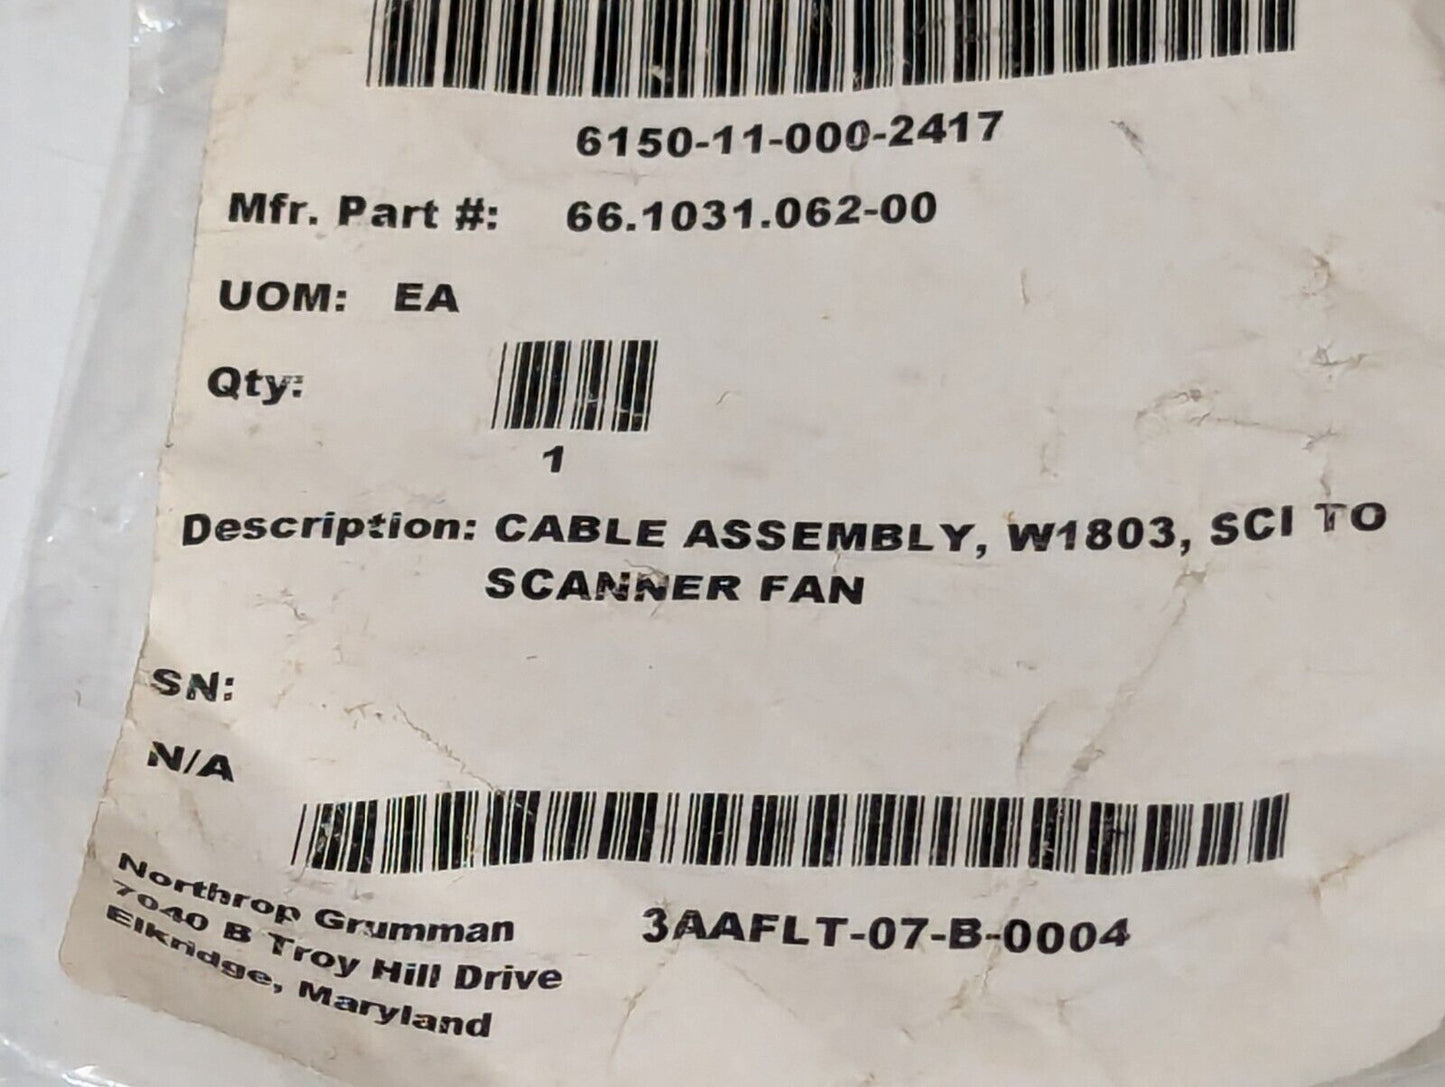 6150-11-000-2417
Mfr. Part #: 66.1031.062-00
UOM: EA
Qty:
1
Description: CABLE ASSEMBLY, W1803, SCI TO
SCANNER FAN
SN:
N/A
Northrop Grumman
7040 B Troy Hill Drive
Elkridge, Maryland
3AAFLT-07-B-0004